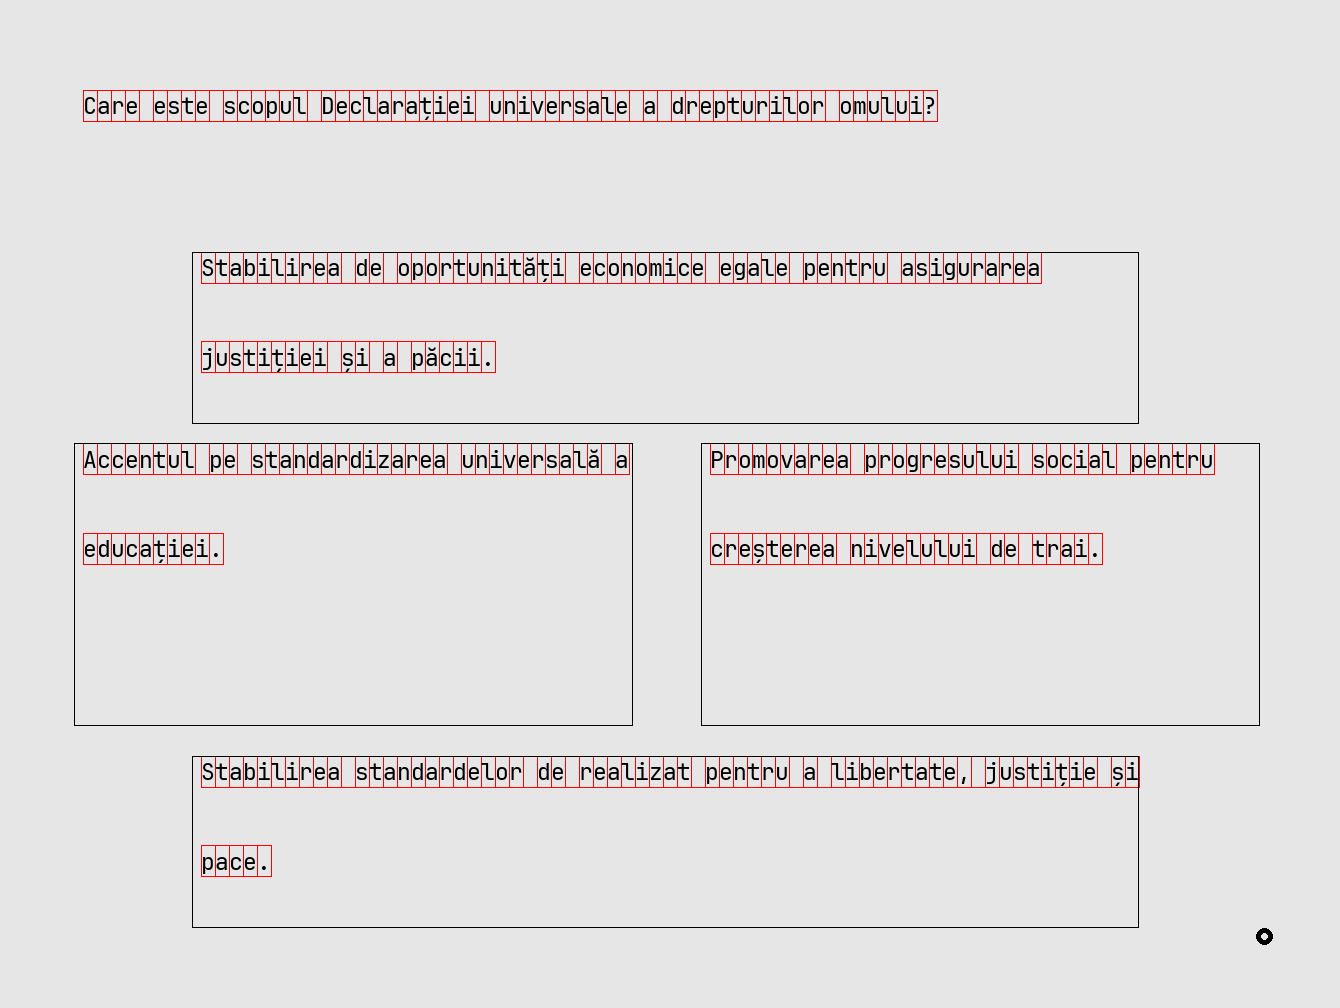 Care este scopul Declarației universale a drepturilor omului?
Stabilirea de oportunități economice egale pentru asigurarea
justiției și a păcii.
Accentul pe standardizarea universală a
educației.
Promovarea progresului social pentru
creșterea nivelului de trai.
Stabilirea standardelor de realizat pentru a libertate, justiție și
pace.